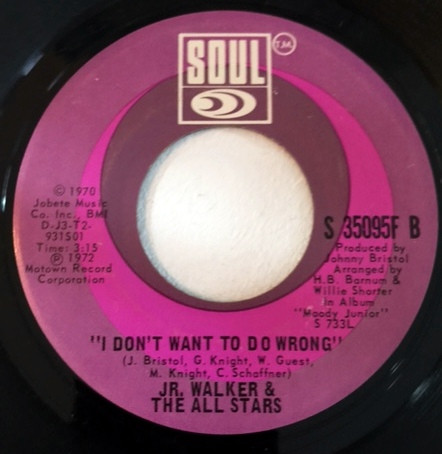 SOUL
T.M.
© 1970
Jobete Music
Co. Inc., BMI
D-J3-T2-
931S01
Time: 3:15
℗ 1972
Motown Record
Corporation
S 35095F B
Produced by
Johnny Bristol
Arranged by
H.B. Barnum &
Willie Shorter
in Album
"Moody Junior"
S 733L
"I DON'T WANT TO DO WRONG"
(J. Bristol, G. Knight, W. Guest,
M. Knight, C. Schaffner)
JR. WALKER &
THE ALL STARS